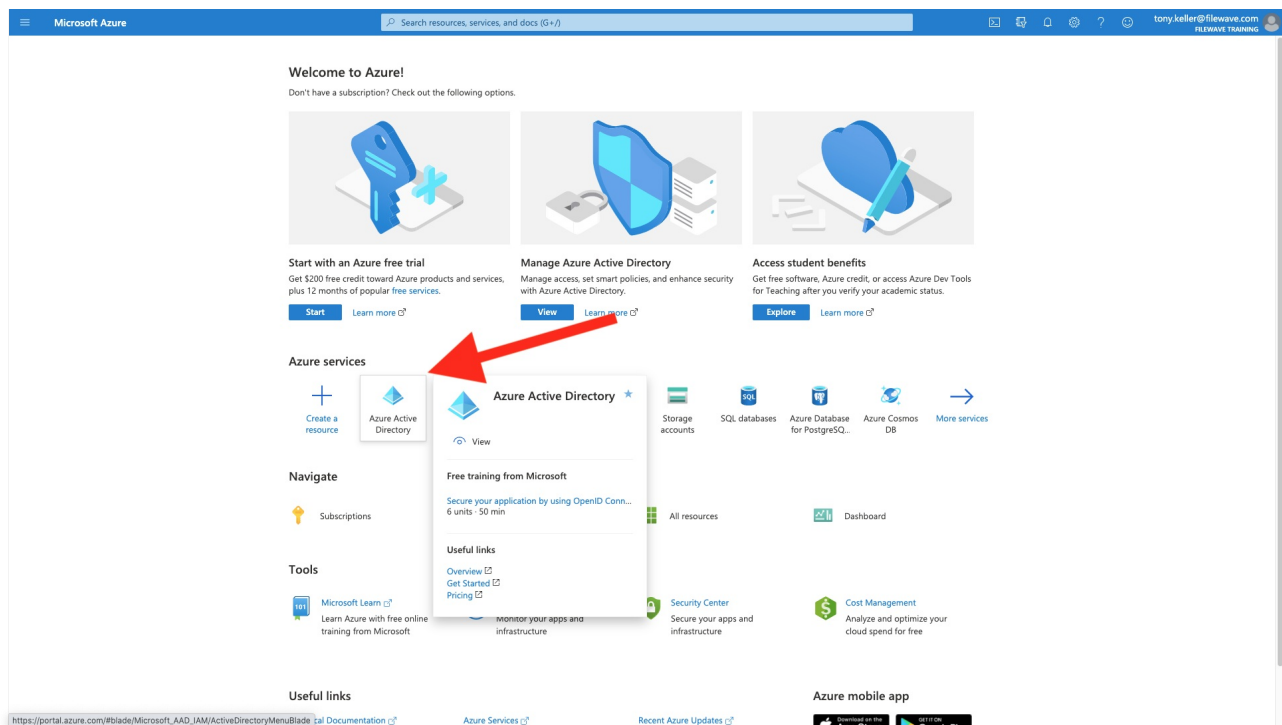 Microsoft Azure
Search resources, services, and docs (G+/)
tony.keller@filewave.com
FILEWAVE TRAINING
Welcome to Azure!
Don't have a subscription? Check out the following options.
Start with an Azure free trial
Get $200 free credit toward Azure products and services,
plus 12 months of popular free services.
Start Learn more
Manage Azure Active Directory
Manage access, set smart policies, and enhance security
with Azure Active Directory.
View Learn more
Access student benefits
Get free software, Azure credit, or access Azure Dev Tools
for Teaching after you verify your academic status.
Explore Learn more
Azure services
Create a
resource
Azure Active
Directory
Azure Active Directory
View
Free training from Microsoft
Secure your application by using OpenID Conn...
6 units · 50 min
Useful links
Overview
Get Started
Pricing
Storage
accounts
SQL
SQL databases
Azure Database
for PostgreSQ...
Azure Cosmos
DB
More services
Navigate
Subscriptions
All resources
Dashboard
Tools
101
Microsoft Learn
Learn Azure with free online
training from Microsoft
Monitor your apps and
infrastructure
Security Center
Secure your apps and
infrastructure
Cost Management
Analyze and optimize your
cloud spend for free
Useful links
Documentation
Azure Services
Recent Azure Updates
Azure mobile app
Download on the
GET IT ON
https://portal.azure.com/#blade/Microsoft_AAD_IAM/ActiveDirectoryMenuBlade